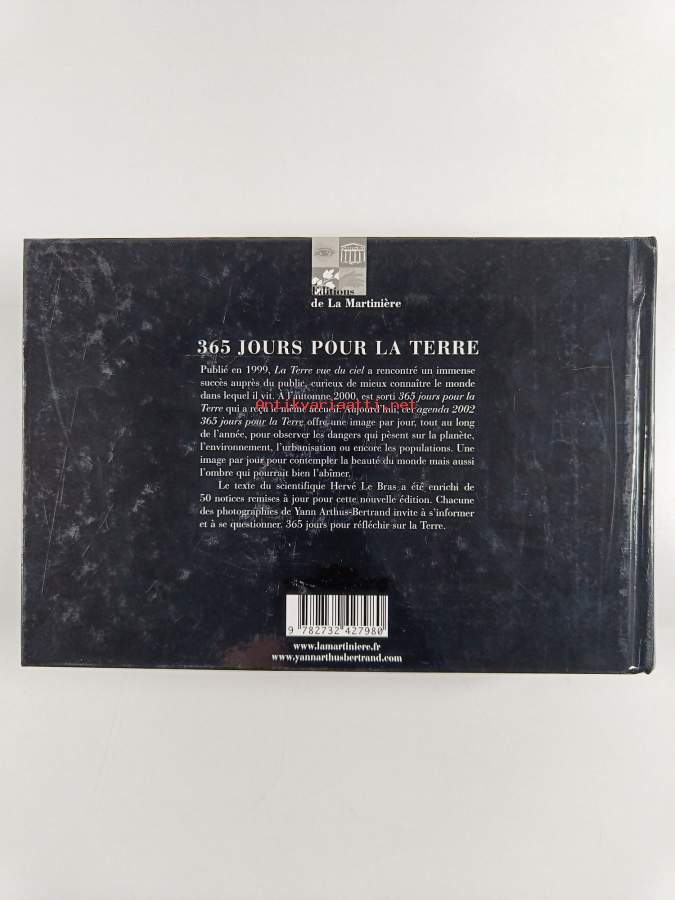 Éditions
de La Martinière
365 JOURS POUR LA TERRE
Publié en 1999, La Terre vue du ciel a rencontré un immense
succès auprès du public, curieux de mieux connaître le monde
dans lequel il vit. À l'automne 2000, est sorti 365 jours pour la
Antikvariaatti.net
Terre qui a reçu le même accueil. Aujourd'hui, cet agenda 2002
365 jours pour la Terre offre une image par jour, tout au long
de l'année, pour observer les dangers qui pèsent sur la planète,
l'environnement, l'urbanisation ou encore les populations. Une
image par jour pour contempler la beauté du monde mais aussi
l'ombre qui pourrait bien l'abîmer.
Le texte du scientifique Hervé Le Bras a été enrichi de
50 notices remises à jour pour cette nouvelle édition. Chacune
des photographies de Yann Arthus-Bertrand invite à s'informer
et à se questionner. 365 jours pour réfléchir sur la Terre.
9 782732 427980
www.lamartiniere.fr
www.yannarthusbertrand.com